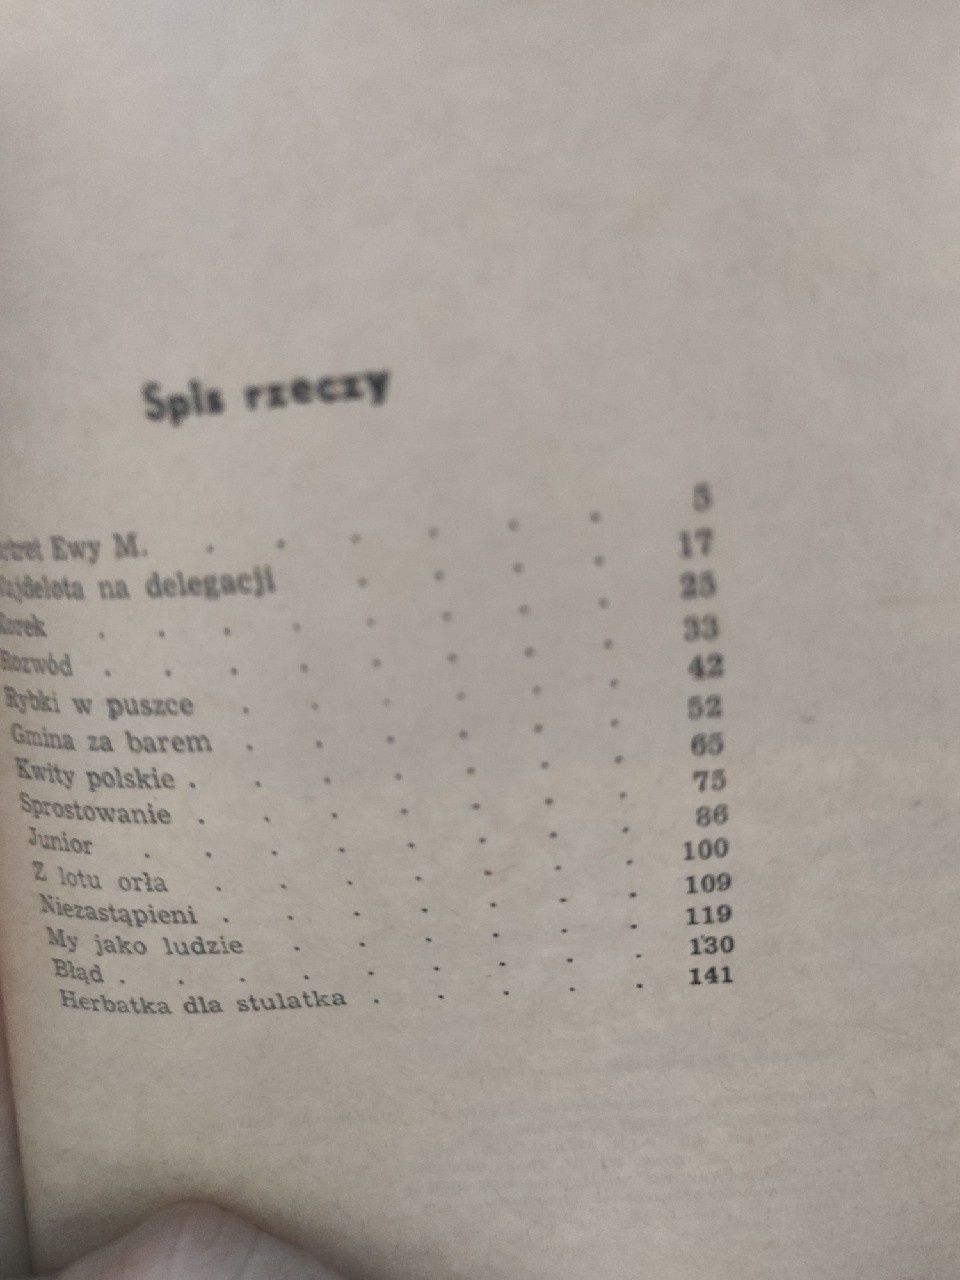 Spis rzeczy
Ewy M. . . . . . . 5
Wajdelota na delegacji . . . . 17
. . . . . . . . 25
Rozwód . . . . . . . . 33
Rybki w puszce . . . . . . 42
Gmina za barem . . . . . . 52
Kwity polskie . . . . . . . 65
Sprostowanie . . . . . . . 75
Junior . . . . . . . . 86
Z lotu orła . . . . . . . 100
Niezastąpieni . . . . . . . 109
My jako ludzie . . . . . . 119
Błąd . . . . . . . . . 130
Herbatka dla stulatka . . . . . 141